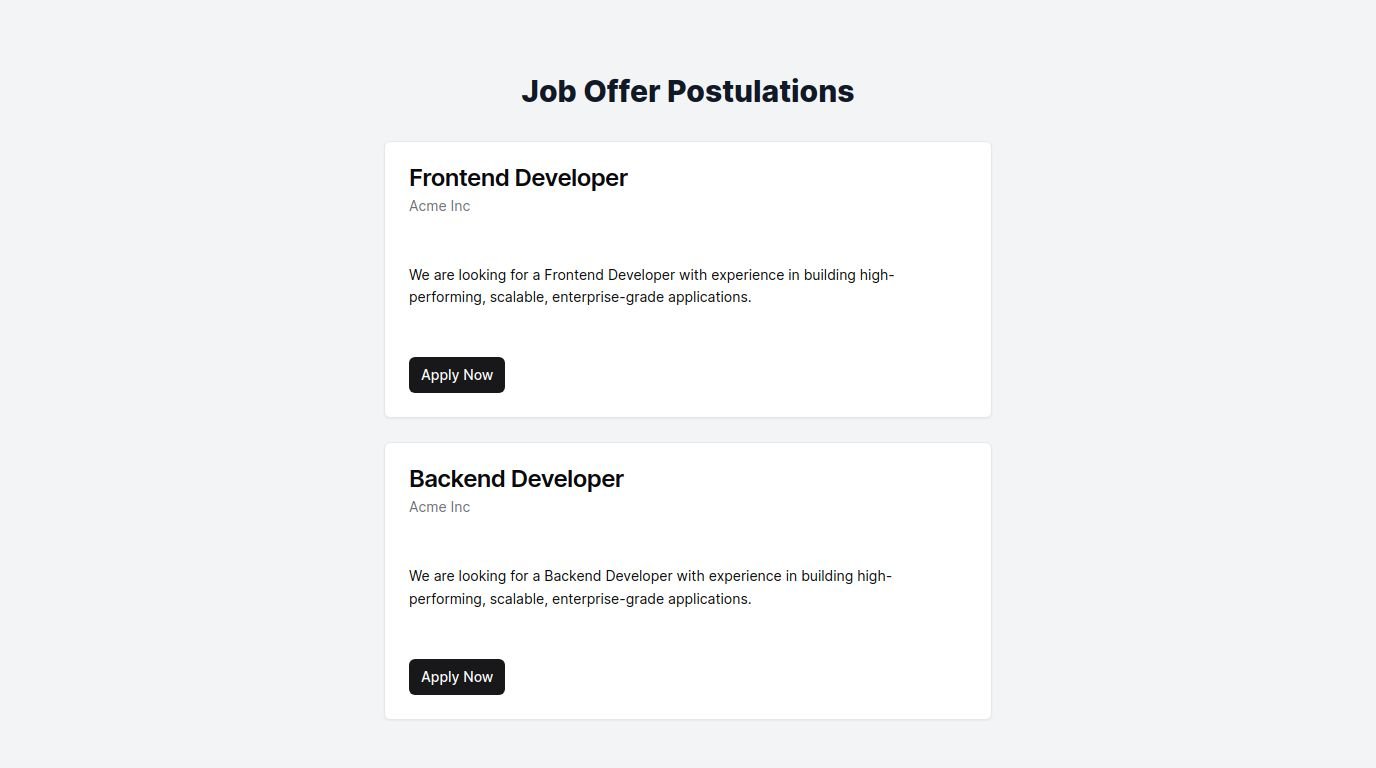 Job Offer Postulations
Frontend Developer
Acme Inc
We are looking for a Frontend Developer with experience in building high-
performing, scalable, enterprise-grade applications.
Apply Now
Backend Developer
Acme Inc
We are looking for a Backend Developer with experience in building high-
performing, scalable, enterprise-grade applications.
Apply Now